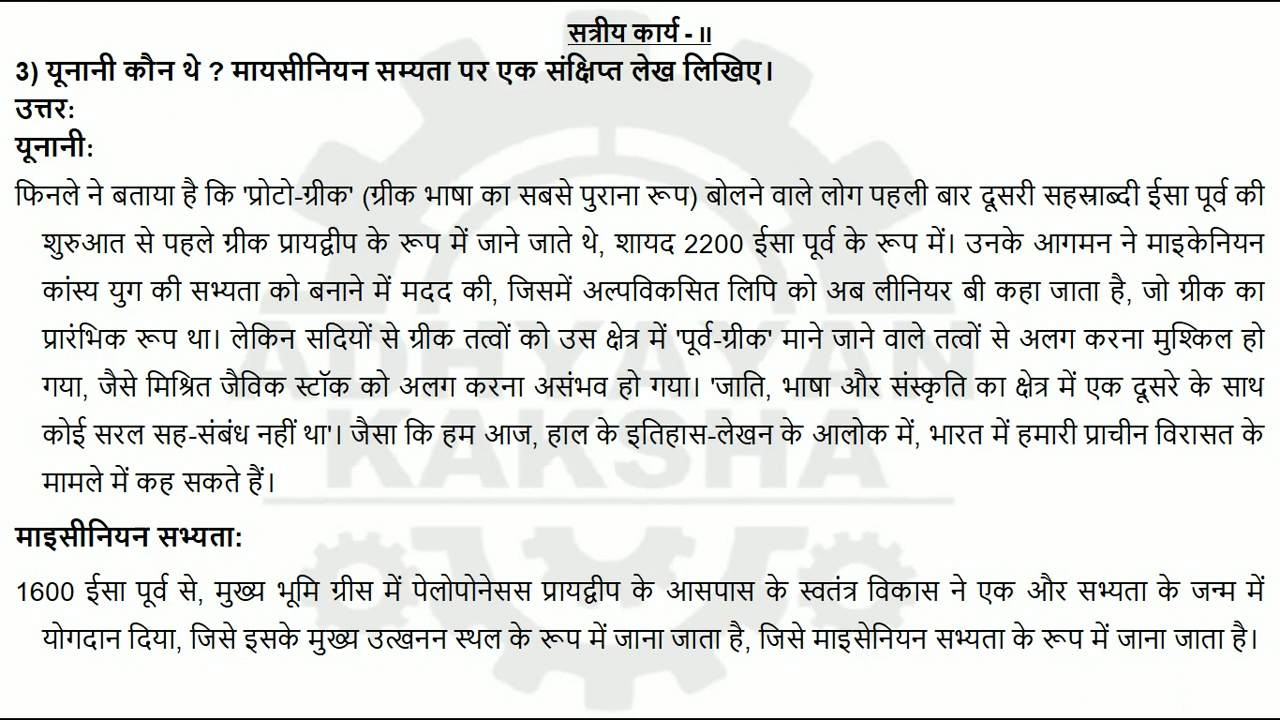 सत्रीय कार्य - II
3) यूनानी कौन थे ? मायसीनियन सम्यता पर एक संक्षिप्त लेख लिखिए।
उत्तर:
यूनानी:
फिनले ने बताया है कि 'प्रोटो-ग्रीक' (ग्रीक भाषा का सबसे पुराना रूप) बोलने वाले लोग पहली बार दूसरी सहस्राब्दी ईसा पूर्व की
शुरुआत से पहले ग्रीक प्रायद्वीप के रूप में जाने जाते थे, शायद 2200 ईसा पूर्व के रूप में। उनके आगमन ने माइकेनियन
कांस्य युग की सभ्यता को बनाने में मदद की, जिसमें अल्पविकसित लिपि को अब लीनियर बी कहा जाता है, जो ग्रीक का
प्रारंभिक रूप था। लेकिन सदियों से ग्रीक तत्वों को उस क्षेत्र में 'पूर्व-ग्रीक' माने जाने वाले तत्वों से अलग करना मुश्किल हो
गया, जैसे मिश्रित जैविक स्टॉक को अलग करना असंभव हो गया। 'जाति, भाषा और संस्कृति का क्षेत्र में एक दूसरे के साथ
कोई सरल सह-संबंध नहीं था'। जैसा कि हम आज, हाल के इतिहास-लेखन के आलोक में, भारत में हमारी प्राचीन विरासत के
मामले में कह सकते हैं।
माइसीनियन सभ्यता:
1600 ईसा पूर्व से, मुख्य भूमि ग्रीस में पेलोपोनेसस प्रायद्वीप के आसपास के स्वतंत्र विकास ने एक और सभ्यता के जन्म में
योगदान दिया, जिसे इसके मुख्य उत्खनन स्थल के रूप में जाना जाता है, जिसे माइसेनियन सभ्यता के रूप में जाना जाता है।
ADHYAYAN
KAKSHA